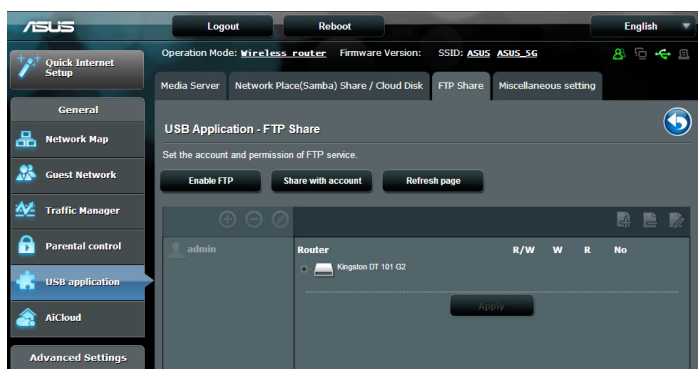 ASUS
Logout Reboot English
Quick Internet Setup
Operation Mode: Wireless router Firmware Version: SSID: ASUS ASUS_5G
Media Server Network Place(Samba) Share / Cloud Disk FTP Share Miscellaneous setting
General
Network Map
Guest Network
Traffic Manager
Parental control
USB application
AiCloud
Advanced Settings
USB Application - FTP Share
Set the account and permission of FTP service.
Enable FTP Share with account Refresh page
admin
Router R/W W R No
Kingston DT 101 G2
Apply